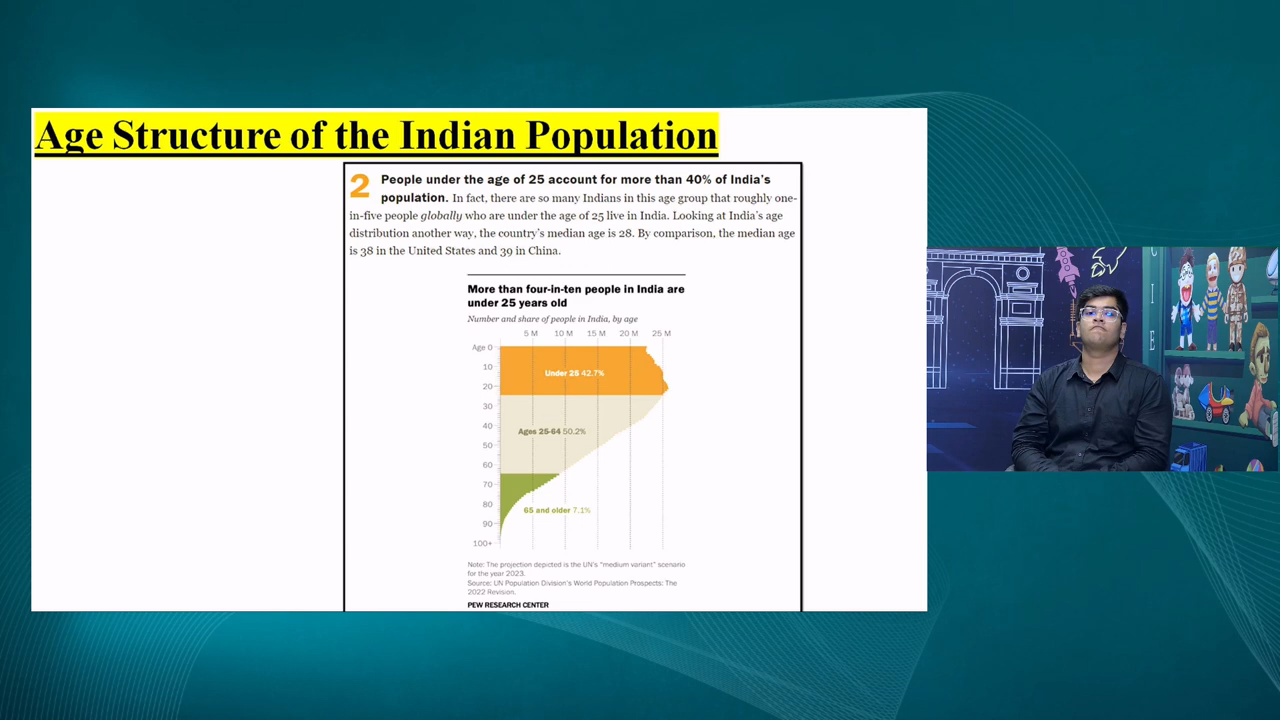 Age Structure of the Indian Population
2 People under the age of 25 account for more than 40% of India's
population. In fact, there are so many Indians in this age group that roughly one-
in-five people globally who are under the age of 25 live in India. Looking at India's age
distribution another way, the country's median age is 28. By comparison, the median age
is 38 in the United States and 39 in China.
More than four-in-ten people in India are
under 25 years old
Number and share of people in India, by age
5 M 10 M 15 M 20 M 25 M
Age 0
10
Under 25 42.7%
20
30
40
Ages 25-64 50.2%
50
60
70
80
65 and older 7.1%
90
100+
Note: The projection depicted is the UN's "medium variant" scenario
for the year 2023.
Source: UN Population Division's World Population Prospects: The
2022 Revision.
PEW RESEARCH CENTER